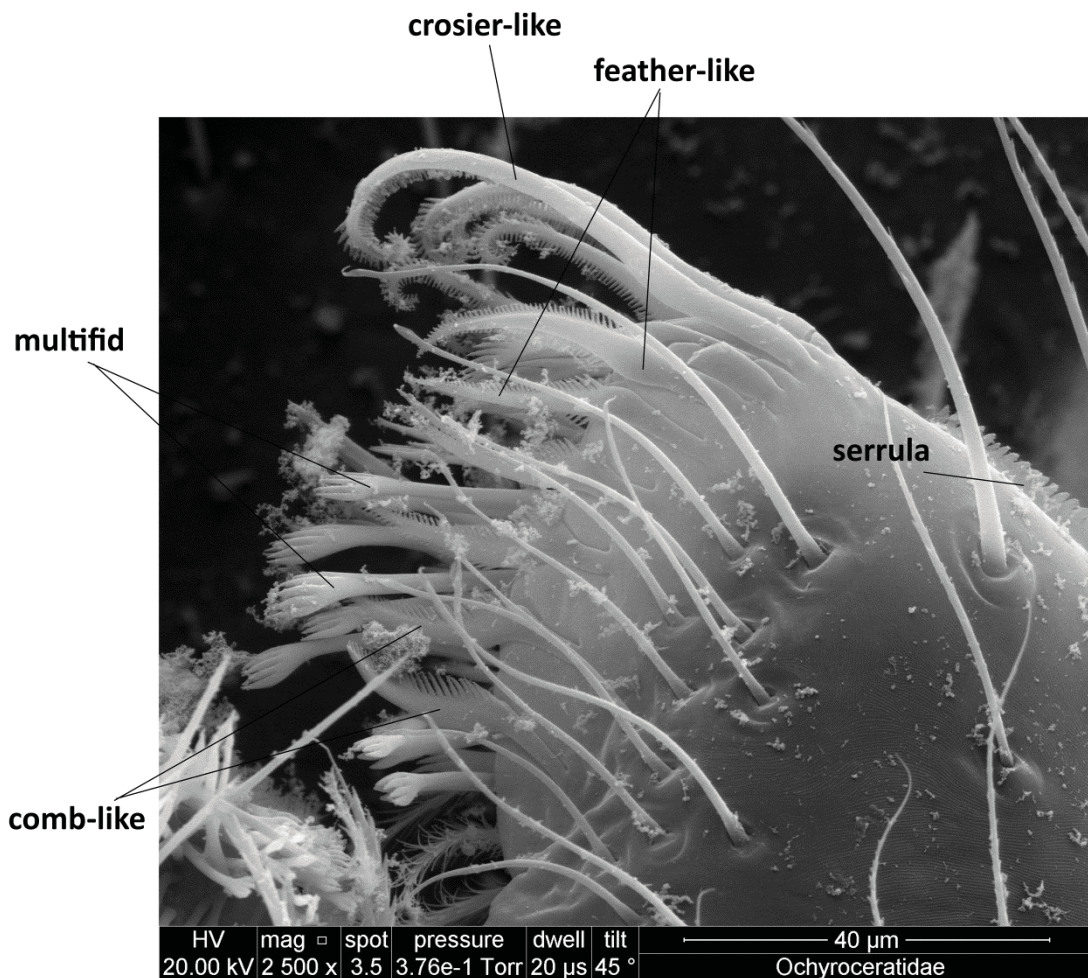 crosier-like
feather-like
multifid
serrula
comb-like
HV mag □ spot pressure dwell tilt 40 µm
20.00 kV 2 500 x 3.5 3.76e-1 Torr 20 µs 45 ° Ochyroceratidae